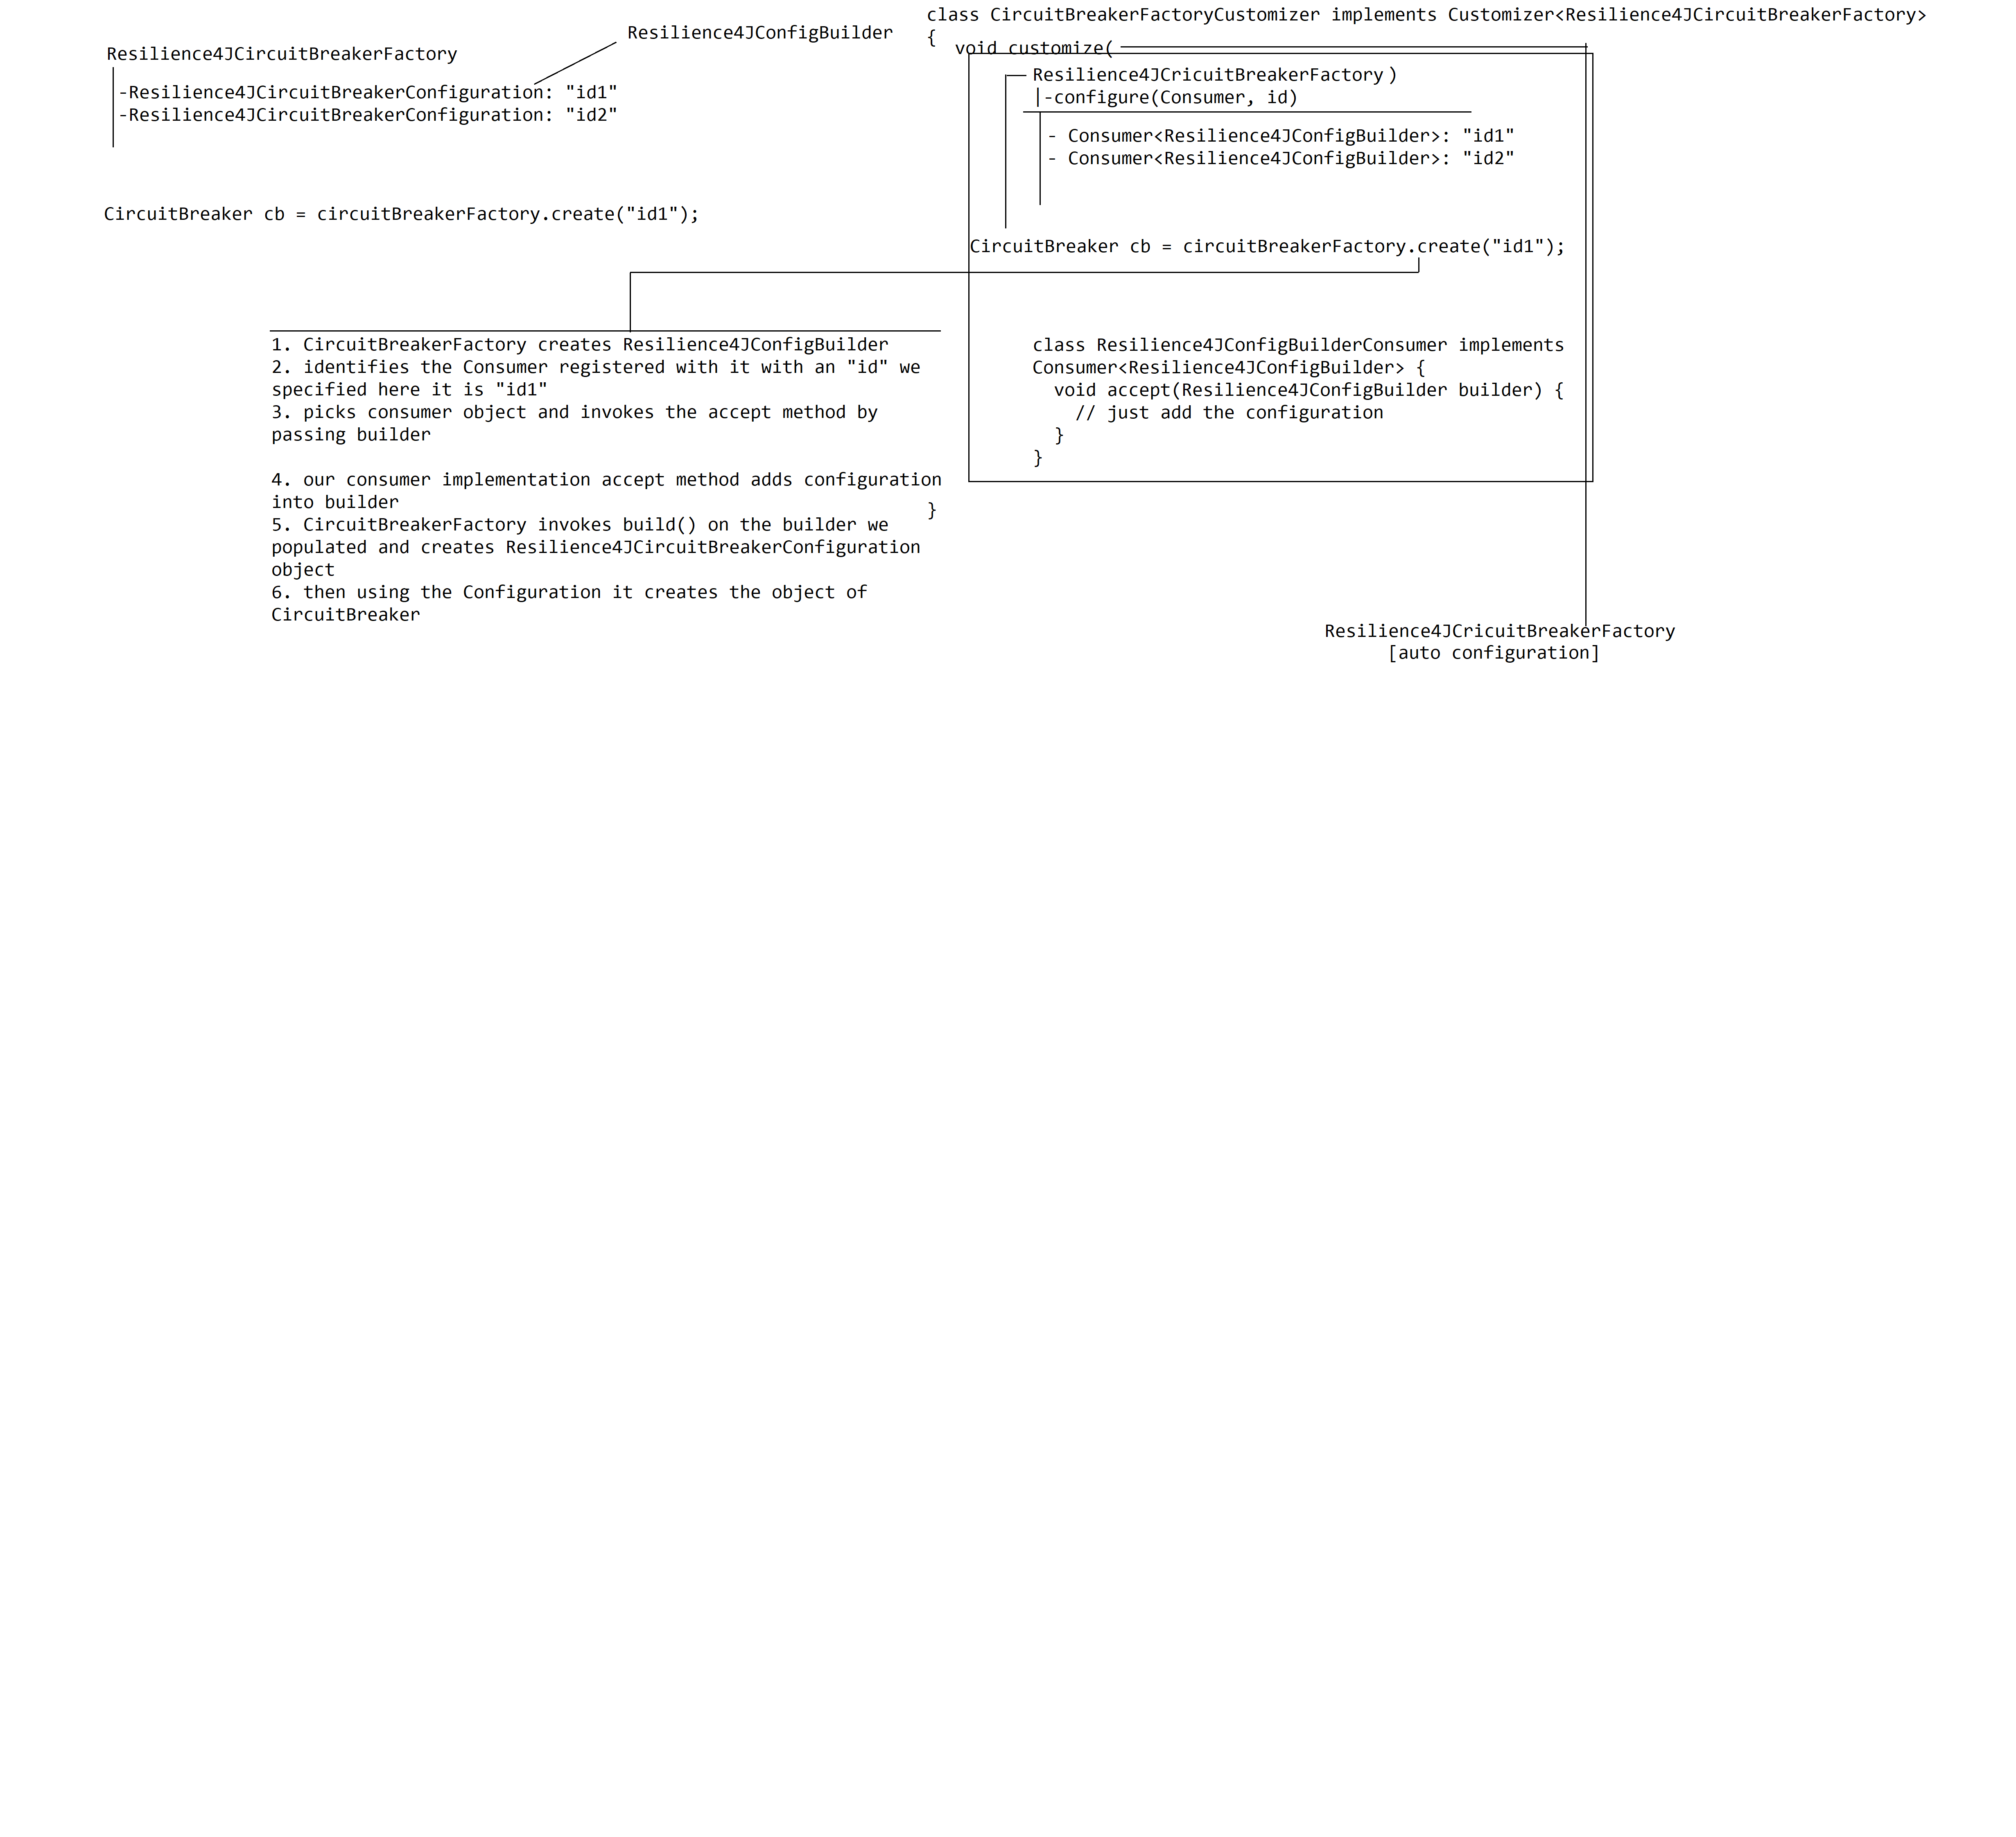 Resilience4JCircuitBreakerFactory
-Resilience4JCircuitBreakerConfiguration: "id1"
-Resilience4JCircuitBreakerConfiguration: "id2"
Resilience4JConfigBuilder
CircuitBreaker cb = circuitBreakerFactory.create("id1");
class CircuitBreakerFactoryCustomizer implements Customizer<Resilience4JCircuitBreakerFactory>
{
void customize(
Resilience4JCricuitBreakerFactory)
|-configure(Consumer, id)
- Consumer<Resilience4JConfigBuilder>: "id1"
- Consumer<Resilience4JConfigBuilder>: "id2"
CircuitBreaker cb = circuitBreakerFactory.create("id1");
class Resilience4JConfigBuilderConsumer implements
Consumer<Resilience4JConfigBuilder> {
void accept(Resilience4JConfigBuilder builder) {
// just add the configuration
}
}
}
1. CircuitBreakerFactory creates Resilience4JConfigBuilder
2. identifies the Consumer registered with it with an "id" we
specified here it is "id1"
3. picks consumer object and invokes the accept method by
passing builder
4. our consumer implementation accept method adds configuration
into builder
5. CircuitBreakerFactory invokes build() on the builder we
populated and creates Resilience4JCircuitBreakerConfiguration
object
6. then using the Configuration it creates the object of
CircuitBreaker
Resilience4JCricuitBreakerFactory
[auto configuration]